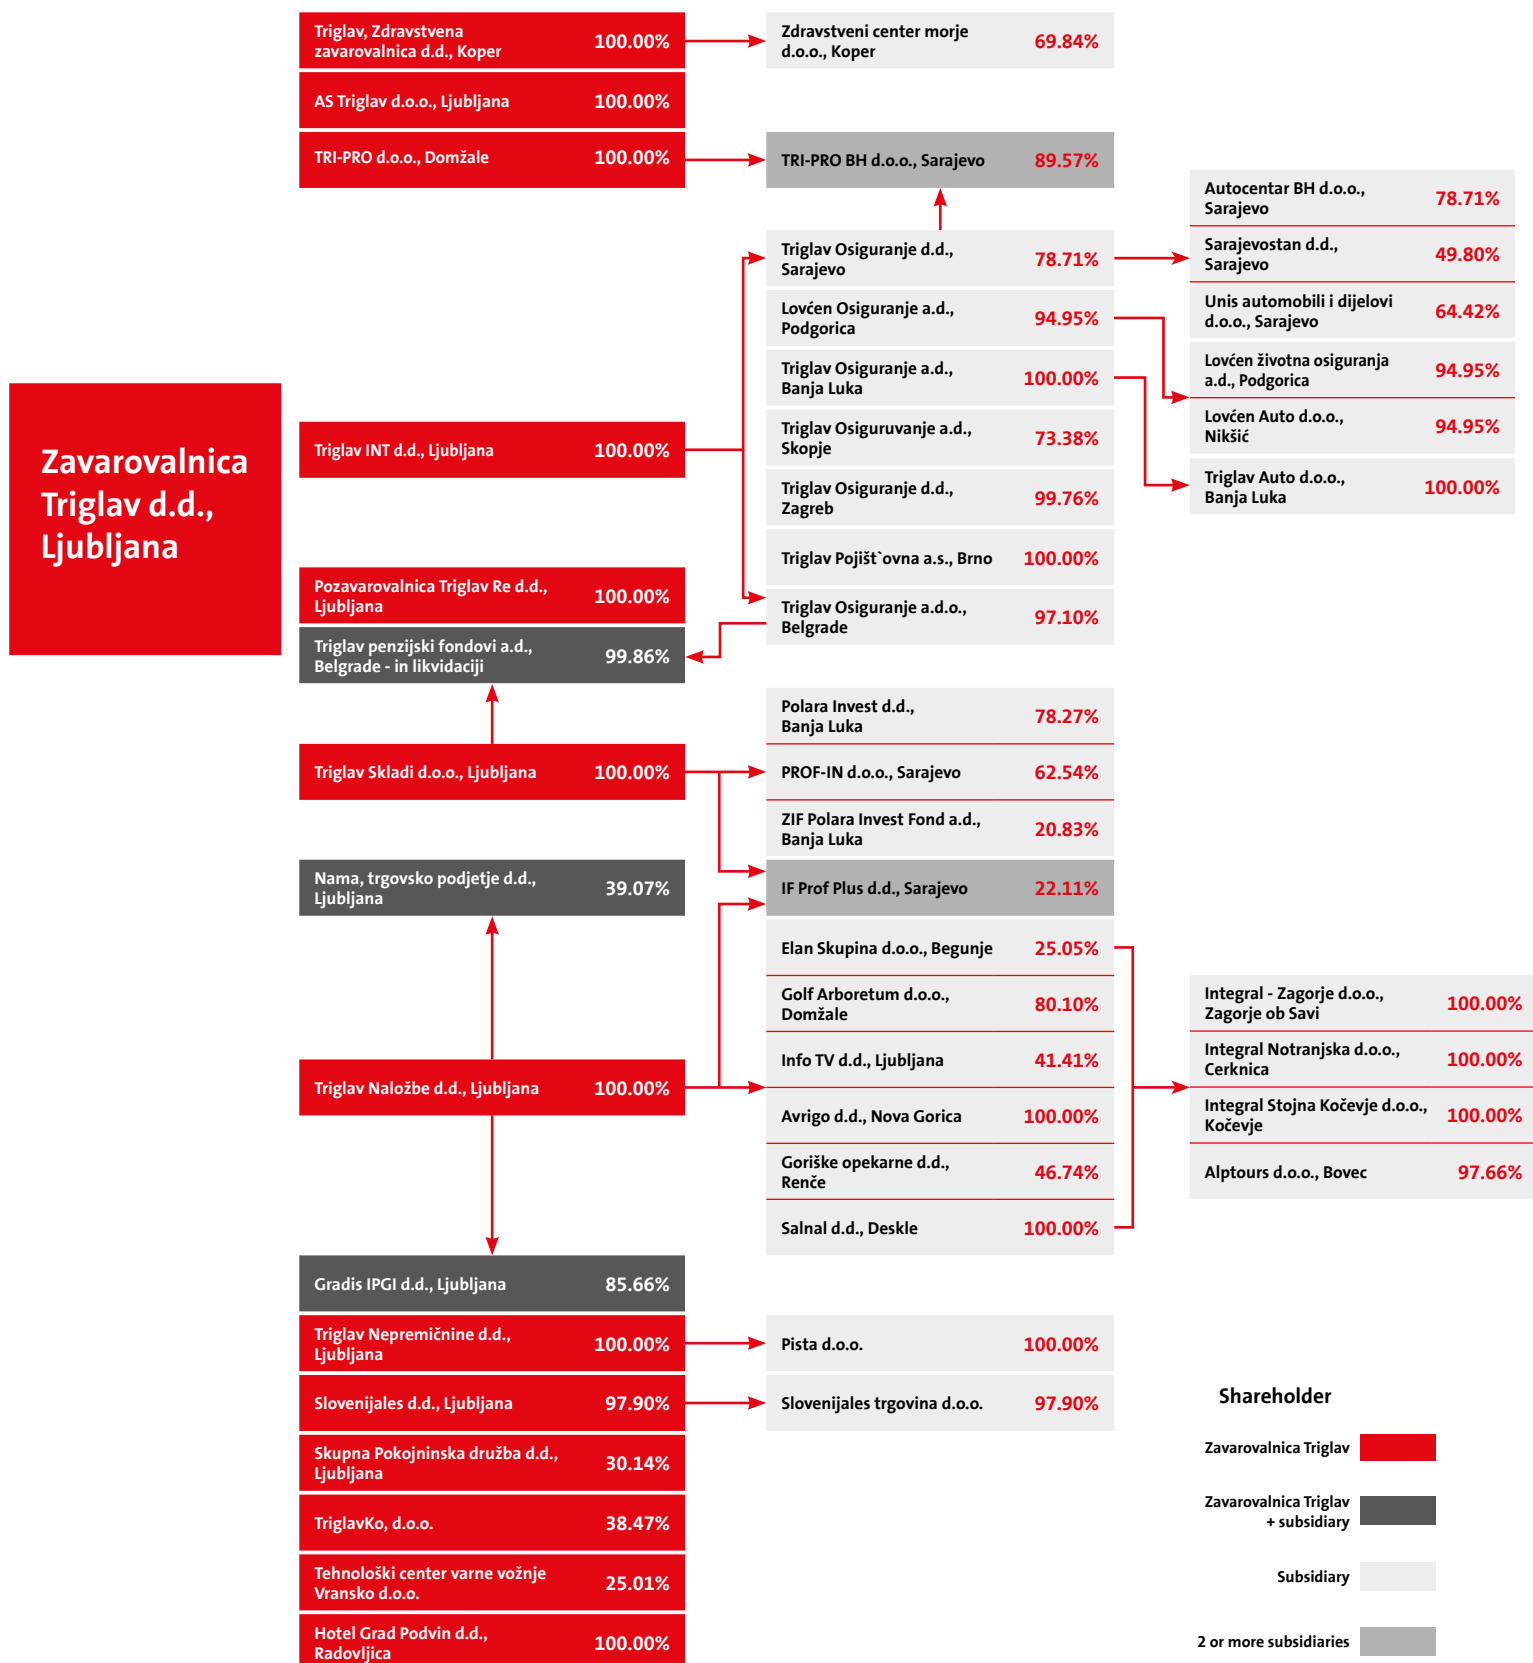 Zavarovalnica
Triglav d.d.,
Ljubljana
Triglav, Zdravstvena
zavarovalnica d.d., Koper
100.00%
AS Triglav d.o.o., Ljubljana
100.00%
TRI-PRO d.o.o., Domžale
100.00%
Triglav INT d.d., Ljubljana
100.00%
Pozavarovalnica Triglav Re d.d.,
Ljubljana
100.00%
Triglav penzijski fondovi a.d.,
Belgrade - in likvidaciji
99.86%
Triglav Skladi d.o.o., Ljubljana
100.00%
Nama, trgovsko podjetje d.d.,
Ljubljana
39.07%
Triglav Naložbe d.d., Ljubljana
100.00%
Gradis IPGI d.d., Ljubljana
85.66%
Triglav Nepremičnine d.d.,
Ljubljana
100.00%
Slovenijales d.d., Ljubljana
97.90%
Skupna Pokojninska družba d.d.,
Ljubljana
30.14%
TriglavKo, d.o.o.
38.47%
Tehnološki center varne vožnje
Vransko d.o.o.
25.01%
Hotel Grad Podvin d.d.,
Radovljica
100.00%
Zdravstveni center morje
d.o.o., Koper
69.84%
TRI-PRO BH d.o.o., Sarajevo
89.57%
Triglav Osiguranje d.d.,
Sarajevo
78.71%
Lovćen Osiguranje a.d.,
Podgorica
94.95%
Triglav Osiguranje a.d.,
Banja Luka
100.00%
Triglav Osiguruvanje a.d.,
Skopje
73.38%
Triglav Osiguranje d.d.,
Zagreb
99.76%
Triglav Pojišt`ovna a.s., Brno
100.00%
Triglav Osiguranje a.d.o.,
Belgrade
97.10%
Polara Invest d.d.,
Banja Luka
78.27%
PROF-IN d.o.o., Sarajevo
62.54%
ZIF Polara Invest Fond a.d.,
Banja Luka
20.83%
IF Prof Plus d.d., Sarajevo
22.11%
Elan Skupina d.o.o., Begunje
25.05%
Golf Arboretum d.o.o.,
Domžale
80.10%
Info TV d.d., Ljubljana
41.41%
Avrigo d.d., Nova Gorica
100.00%
Goriške opekarne d.d.,
Renče
46.74%
Salnal d.d., Deskle
100.00%
Pista d.o.o.
100.00%
Slovenijales trgovina d.o.o.
97.90%
Autocentar BH d.o.o.,
Sarajevo
78.71%
Sarajevostan d.d.,
Sarajevo
49.80%
Unis automobili i dijelovi
d.o.o., Sarajevo
64.42%
Lovćen životna osiguranja
a.d., Podgorica
94.95%
Lovćen Auto d.o.o.,
Nikšić
94.95%
Triglav Auto d.o.o.,
Banja Luka
100.00%
Integral - Zagorje d.o.o.,
Zagorje ob Savi
100.00%
Integral Notranjska d.o.o.,
Cerknica
100.00%
Integral Stojna Kočevje d.o.o.,
Kočevje
100.00%
Alptours d.o.o., Bovec
97.66%
Shareholder
Zavarovalnica Triglav
Zavarovalnica Triglav
+ subsidiary
Subsidiary
2 or more subsidiaries